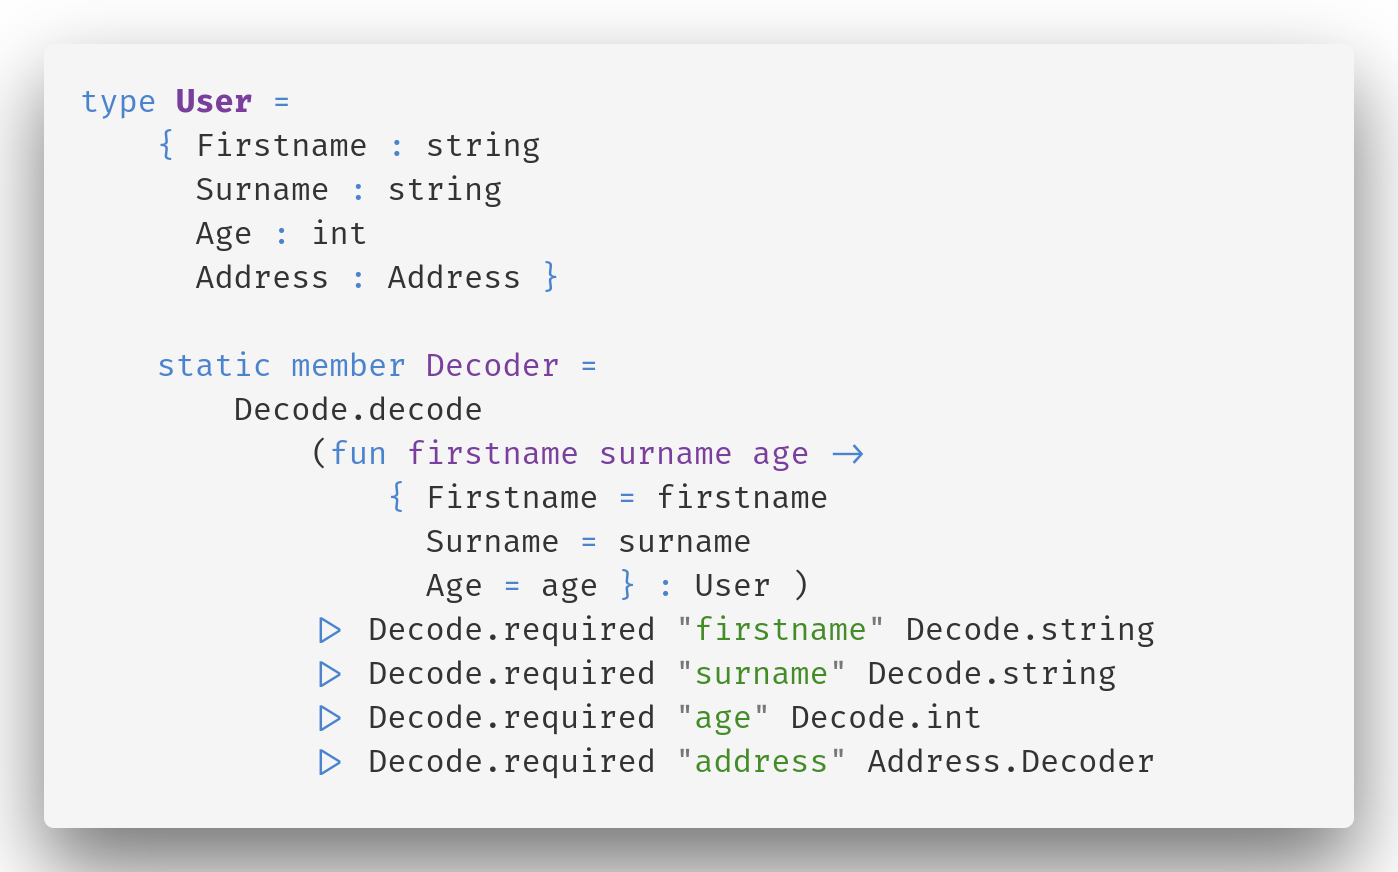 type User =
    { Firstname : string
      Surname : string
      Age : int
      Address : Address }

    static member Decoder =
        Decode.decode
            (fun firstname surname age ->
                { Firstname = firstname
                  Surname = surname
                  Age = age } : User )
            |> Decode.required "firstname" Decode.string
            |> Decode.required "surname" Decode.string
            |> Decode.required "age" Decode.int
            |> Decode.required "address" Address.Decoder